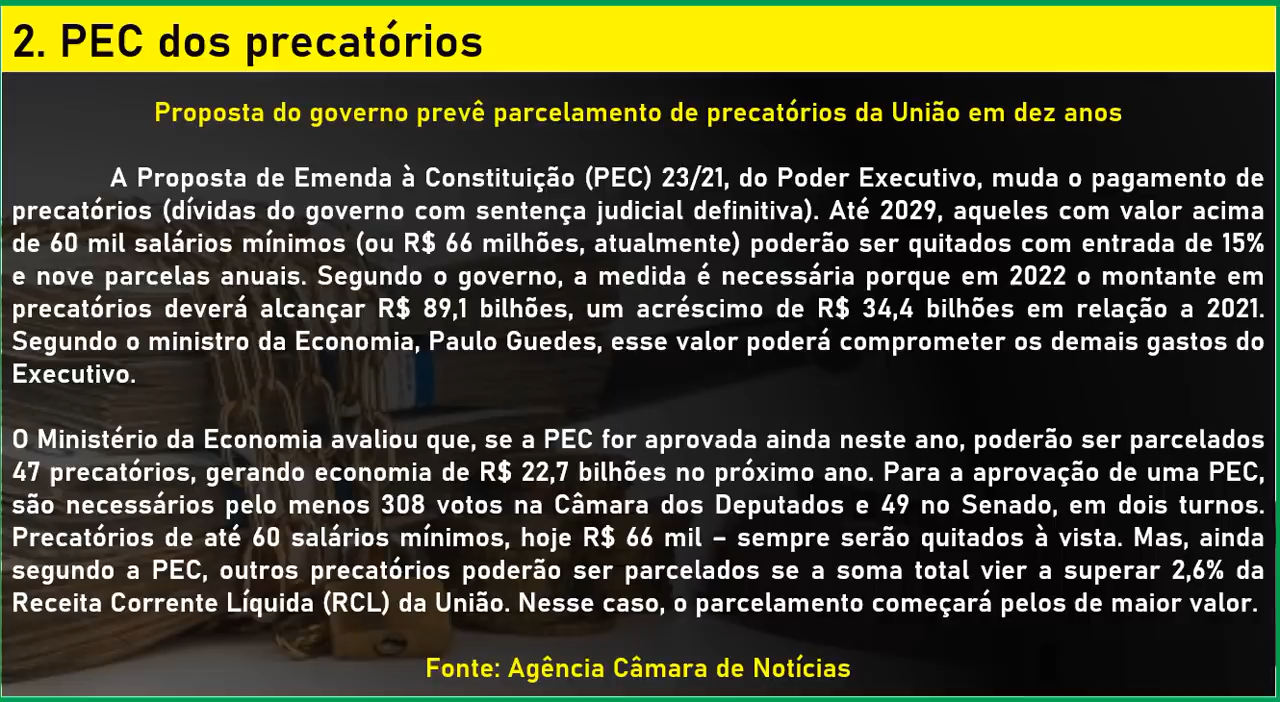 2. PEC dos precatórios
Proposta do governo prevê parcelamento de precatórios da União em dez anos
A Proposta de Emenda à Constituição (PEC) 23/21, do Poder Executivo, muda o pagamento de
precatórios (dívidas do governo com sentença judicial definitiva). Até 2029, aqueles com valor acima
de 60 mil salários mínimos (ou R$ 66 milhões, atualmente) poderão ser quitados com entrada de 15%
e nove parcelas anuais. Segundo o governo, a medida é necessária porque em 2022 o montante em
precatórios deverá alcançar R$ 89,1 bilhões, um acréscimo de R$ 34,4 bilhões em relação a 2021.
Segundo o ministro da Economia, Paulo Guedes, esse valor poderá comprometer os demais gastos do
Executivo.
O Ministério da Economia avaliou que, se a PEC for aprovada ainda neste ano, poderão ser parcelados
47 precatórios, gerando economia de R$ 22,7 bilhões no próximo ano. Para a aprovação de uma PEC,
são necessários pelo menos 308 votos na Câmara dos Deputados e 49 no Senado, em dois turnos.
Precatórios de até 60 salários mínimos, hoje R$ 66 mil – sempre serão quitados à vista. Mas, ainda
segundo a PEC, outros precatórios poderão ser parcelados se a soma total vier a superar 2,6% da
Receita Corrente Líquida (RCL) da União. Nesse caso, o parcelamento começará pelos de maior valor.
Fonte: Agência Câmara de Notícias